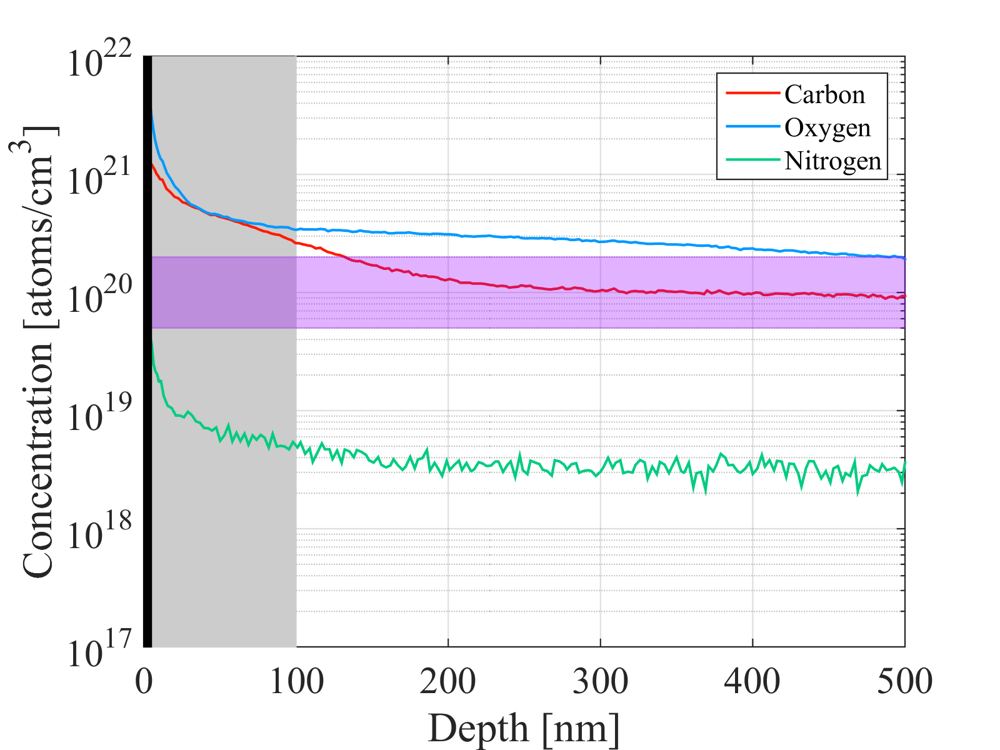 10^22
10^21
10^20
10^19
10^18
10^17
Concentration [atoms/cm^3]
Carbon
Oxygen
Nitrogen
0 100 200 300 400 500
Depth [nm]